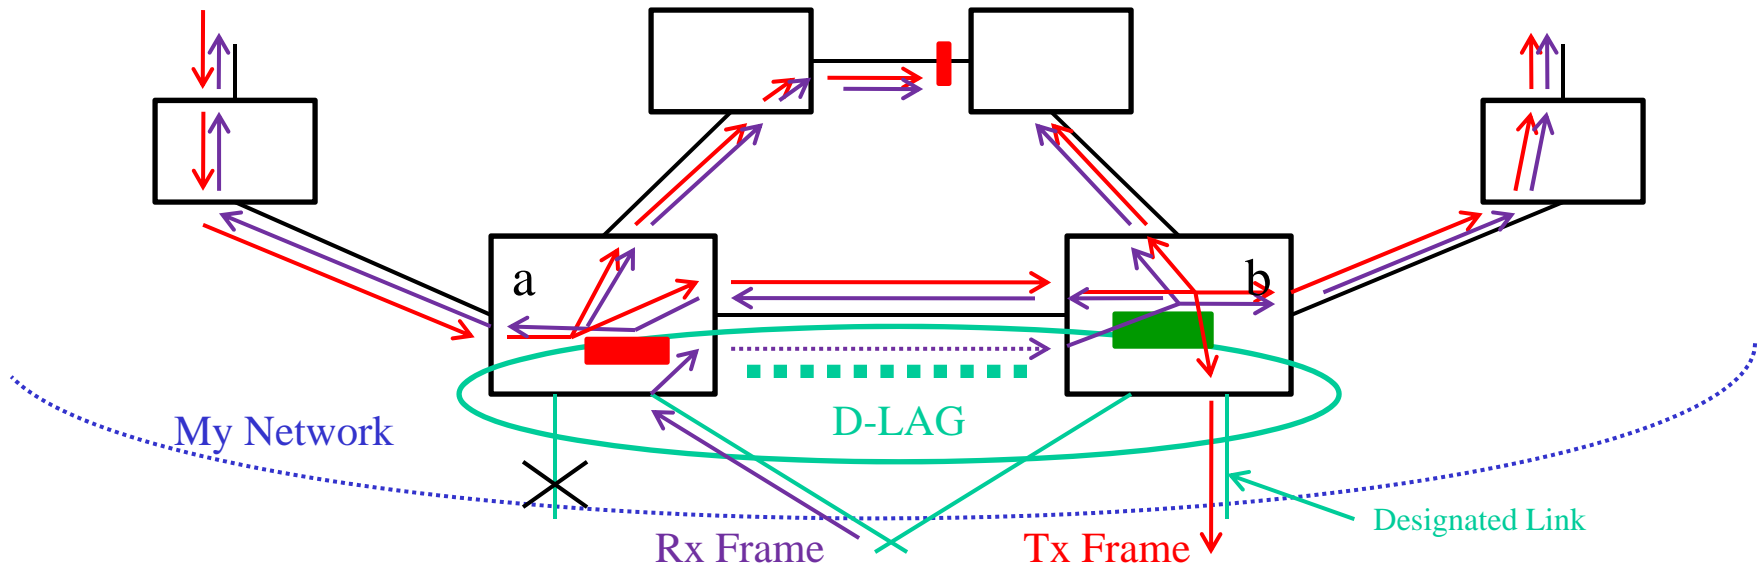 a
b
D-LAG
My Network
Designated Link
Rx Frame
Tx Frame